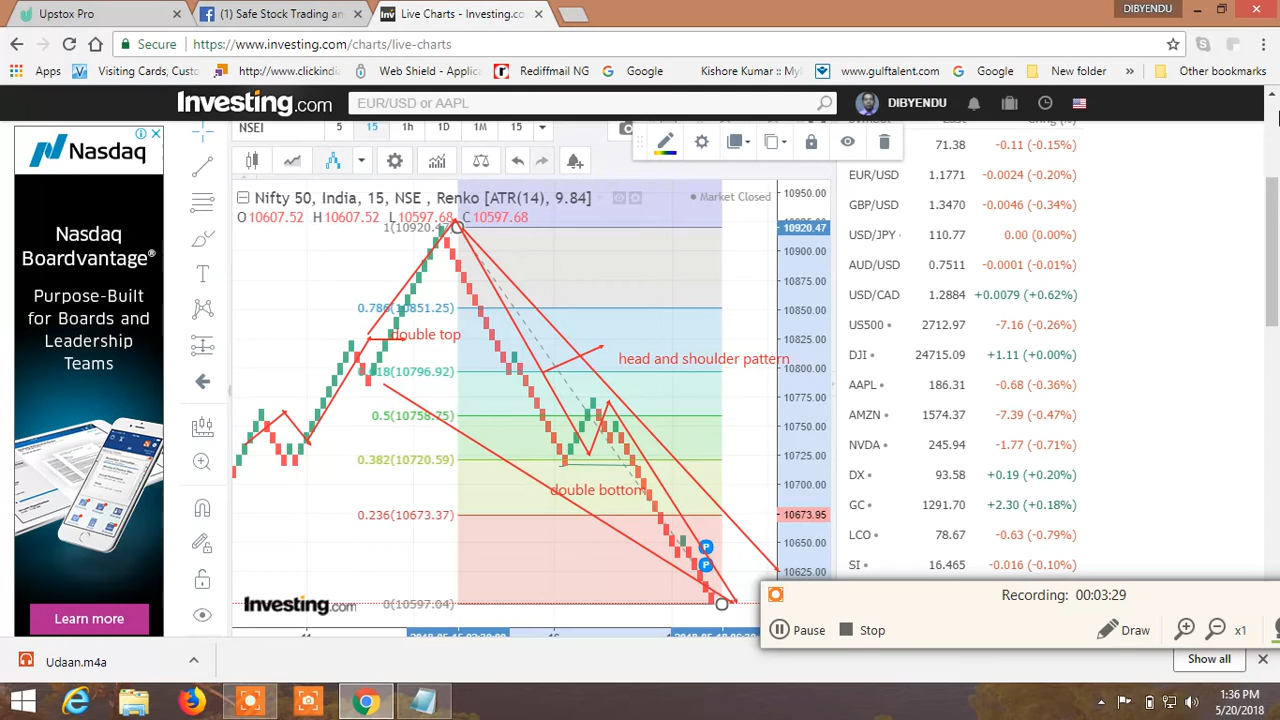 Upstox Pro
(1) Safe Stock Trading an
Live Charts - Investing.co
DIBYENDU
Secure
https://www.investing.com/charts/live-charts
Apps
Visiting Cards, Custo
http://www.clickindi
Web Shield - Applica
Rediffmail NG
Google
Kishore Kumar :: My
www.gulftalent.com
Google
New folder
»
Other bookmarks
Investing.com
EUR/USD or AAPL
DIBYENDU
Nasdaq
Nasdaq
Boardvantage®
Purpose-Built
for Boards and
Leadership
Teams
Learn more
NSEI 5 15 1h 1D 1M 15
Nifty 50, India, 15, NSE , Renko [ATR(14), 9.84]
Market Closed
O10607.52 H10607.52 L10597.68 C10597.68
1(10920.47)
0.786(10851.25)
double top
head and shoulder pattern
0.618(10796.92)
0.5(10758.75)
0.382(10720.59)
double bottom
0.236(10673.37)
P
P
0(10597.04)
Investing.com
10950.00
10920.47
10900.00
10875.00
10850.00
10825.00
10800.00
10775.00
10750.00
10725.00
10700.00
10673.95
10650.00
10625.00
11
2018-05-15 03:30:00
16
71.38 -0.11 (-0.15%)
EUR/USD 1.1771 -0.0024 (-0.20%)
GBP/USD 1.3470 -0.0046 (-0.34%)
USD/JPY 110.77 0.00 (0.00%)
AUD/USD 0.7511 -0.0001 (-0.01%)
USD/CAD 1.2884 +0.0079 (+0.62%)
US500 2712.97 -7.16 (-0.26%)
DJI 24715.09 +1.11 (+0.00%)
AAPL 186.31 -0.68 (-0.36%)
AMZN 1574.37 -7.39 (-0.47%)
NVDA 245.94 -1.77 (-0.71%)
DX 93.58 +0.19 (+0.20%)
GC 1291.70 +2.30 (+0.18%)
LCO 78.67 -0.63 (-0.79%)
SI 16.465 -0.016 (-0.10%)
Recording: 00:03:29
Pause
Stop
Draw
x1
Udaan.m4a
Show all
1:36 PM
5/20/2018